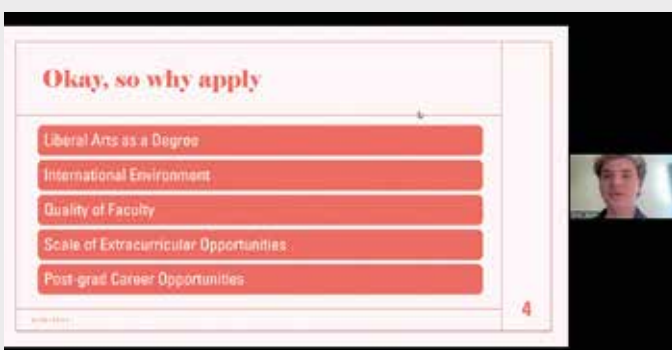 Okay, so why apply
Liberal Arts as a Degree
International Environment
Quality of Faculty
Scale of Extracurricular Opportunities
Post-grad Career Opportunities
4